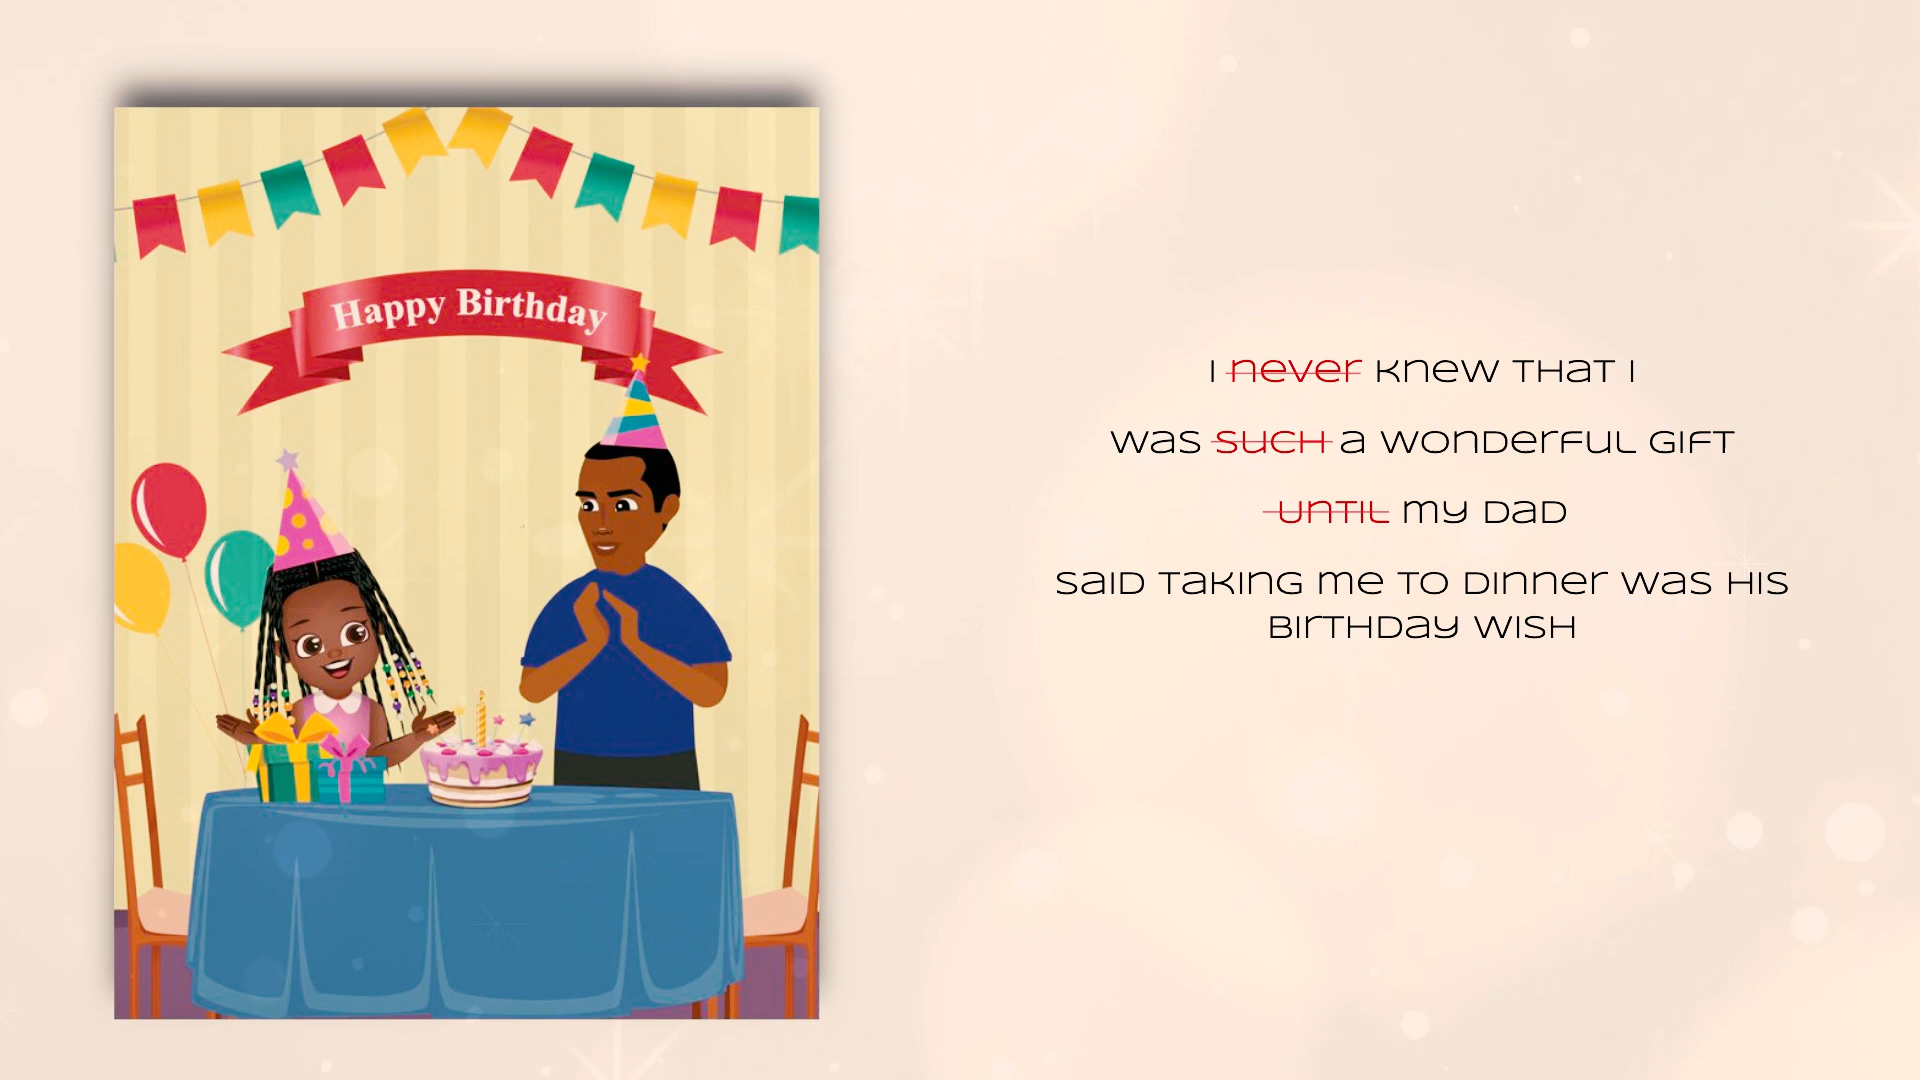 Happy Birthday
I never knew that I
was such a wonderful gift
until my dad
said taking me to dinner was his
birthday wish